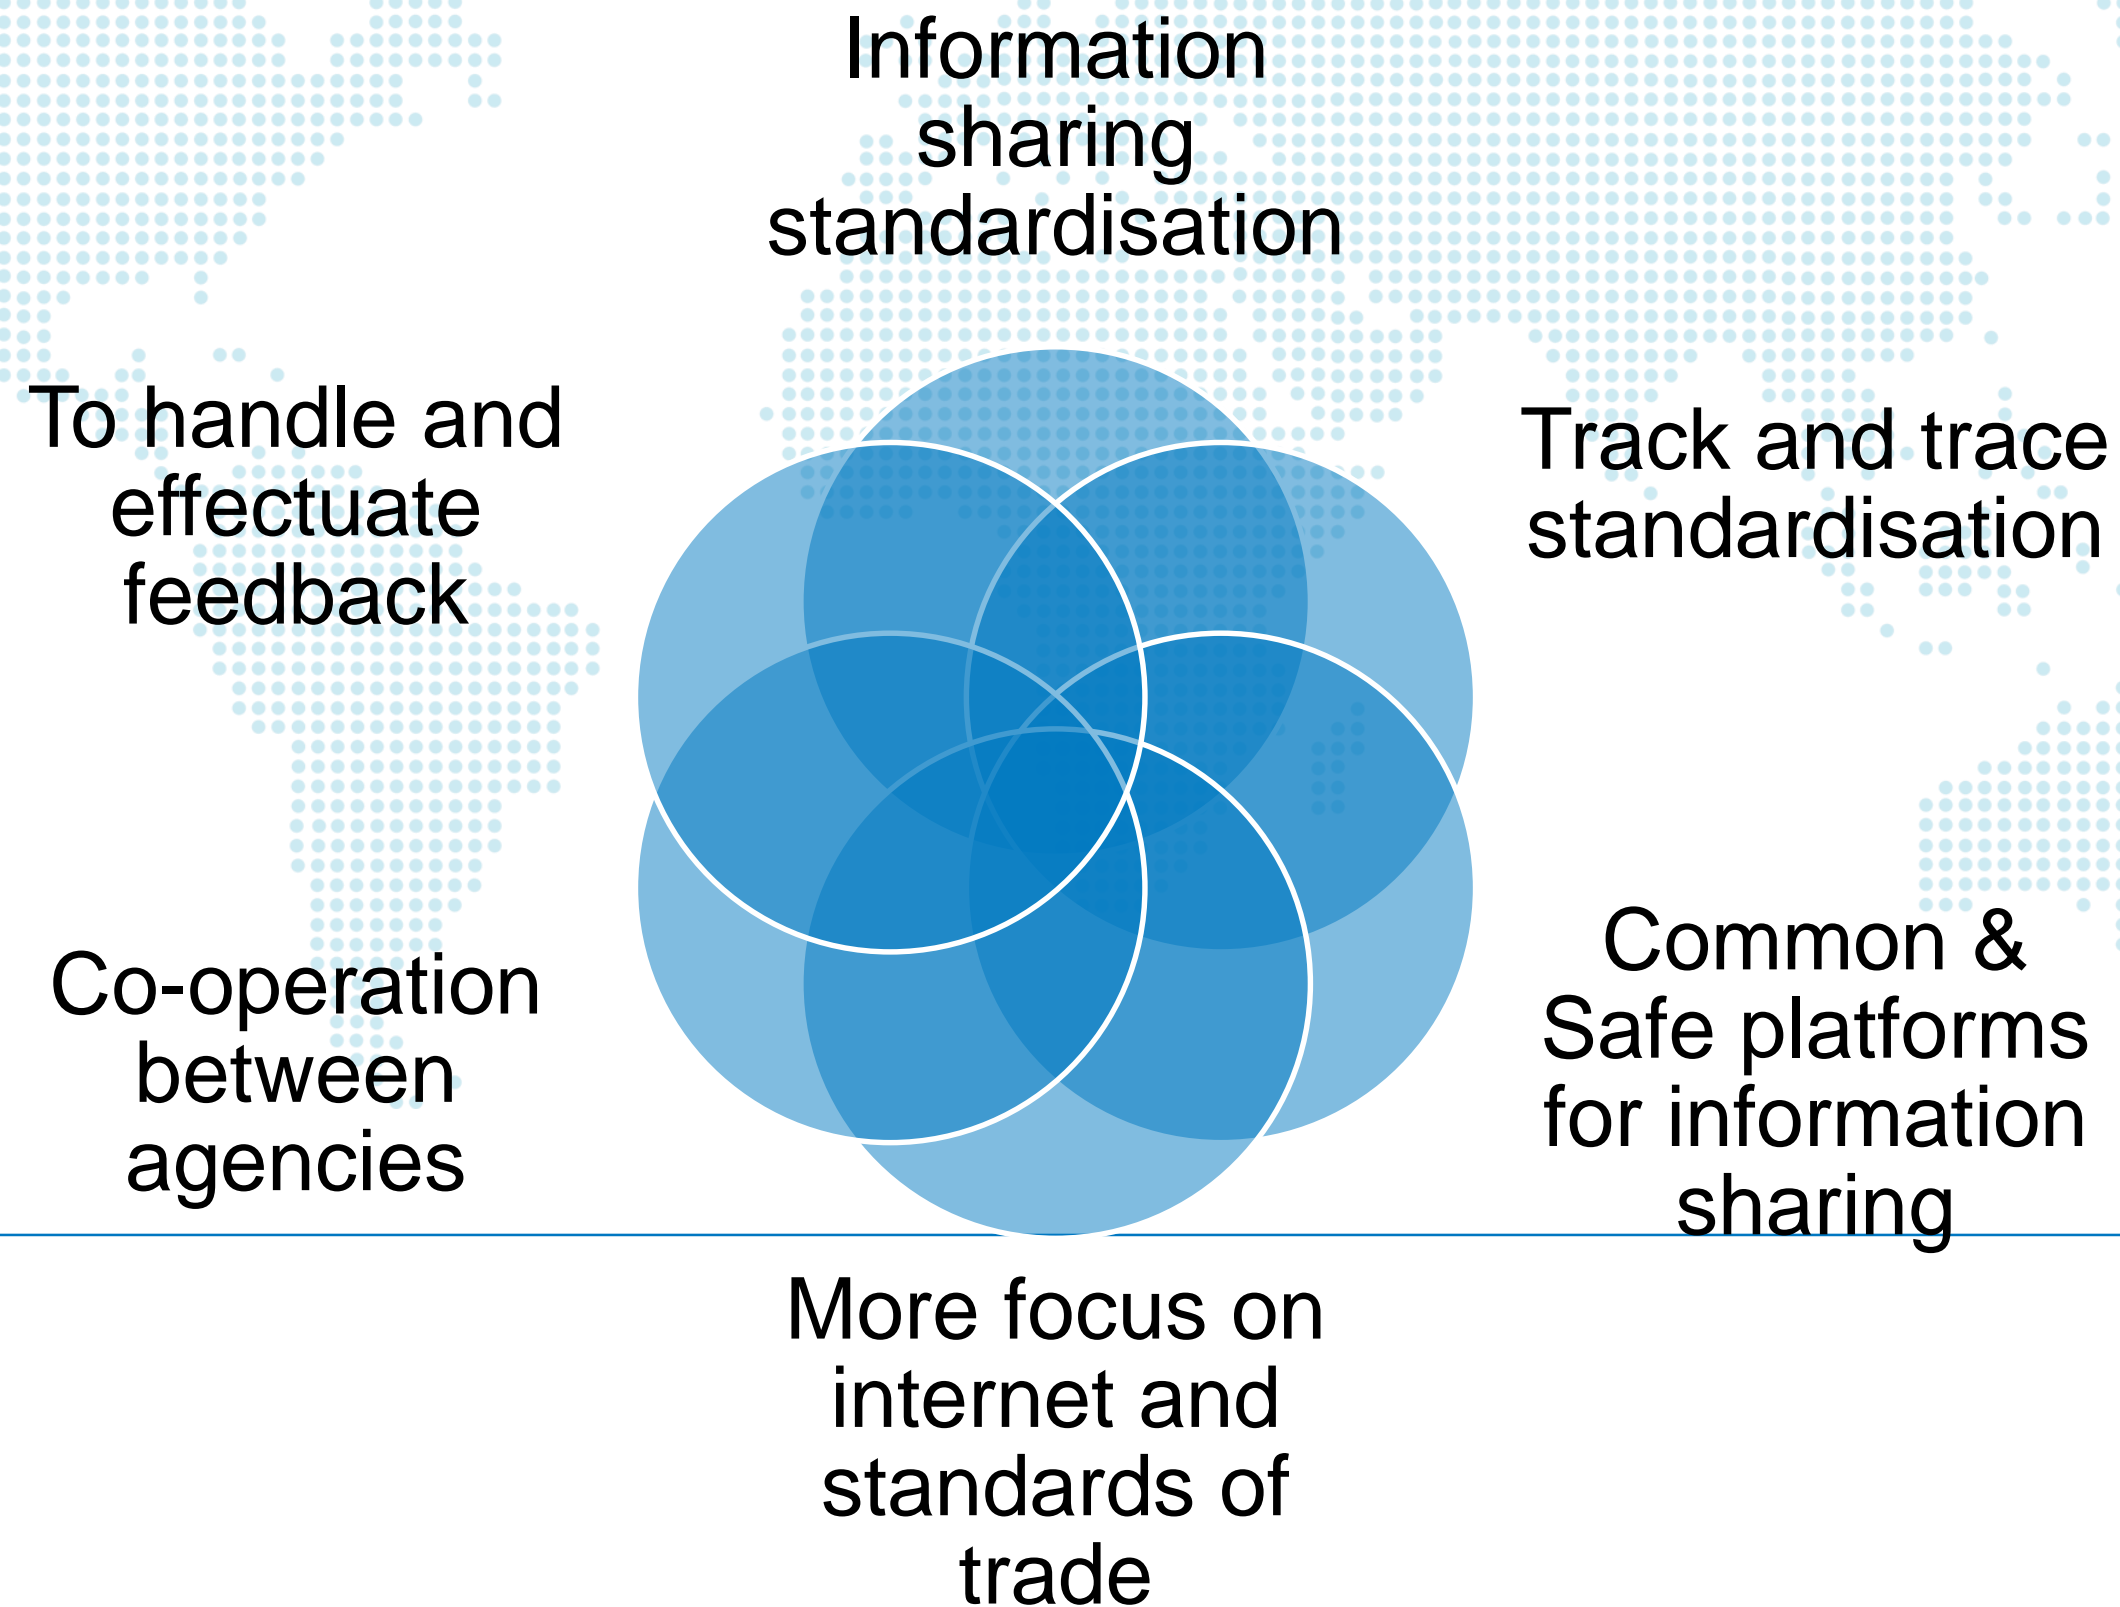 Information
sharing
standardisation
Track and trace
standardisation
Common &
Safe platforms
for information
sharing
More focus on
internet and
standards of
trade
Co-operation
between
agencies
To handle and
effectuate
feedback